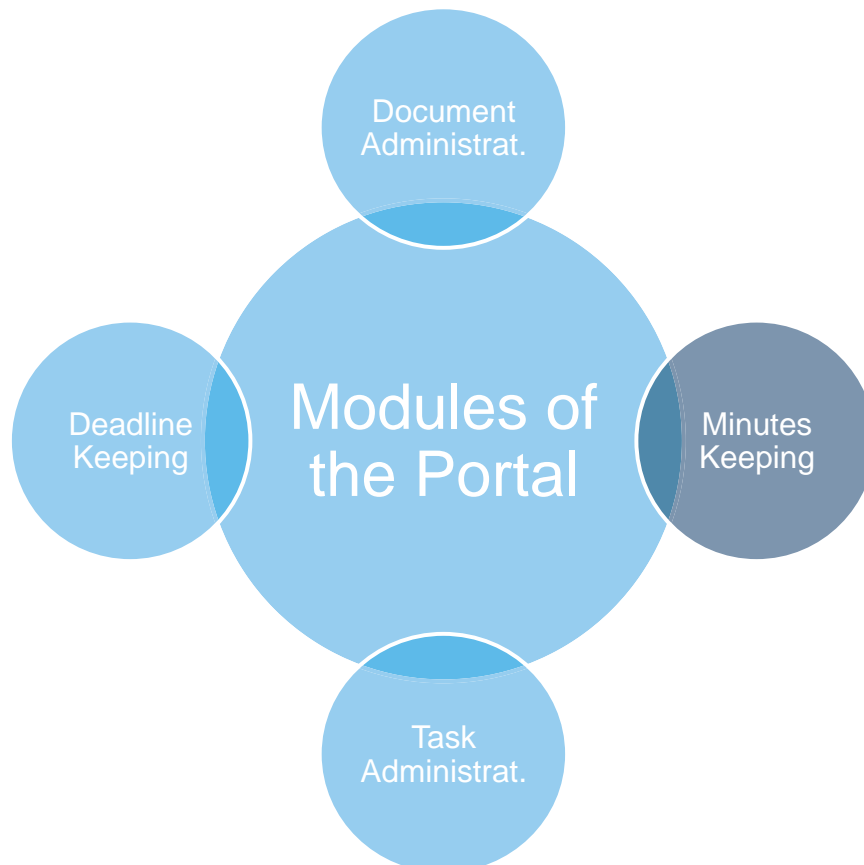 Document
Administrat.
Deadline
Keeping
Modules of
the Portal
Minutes
Keeping
Task
Administrat.